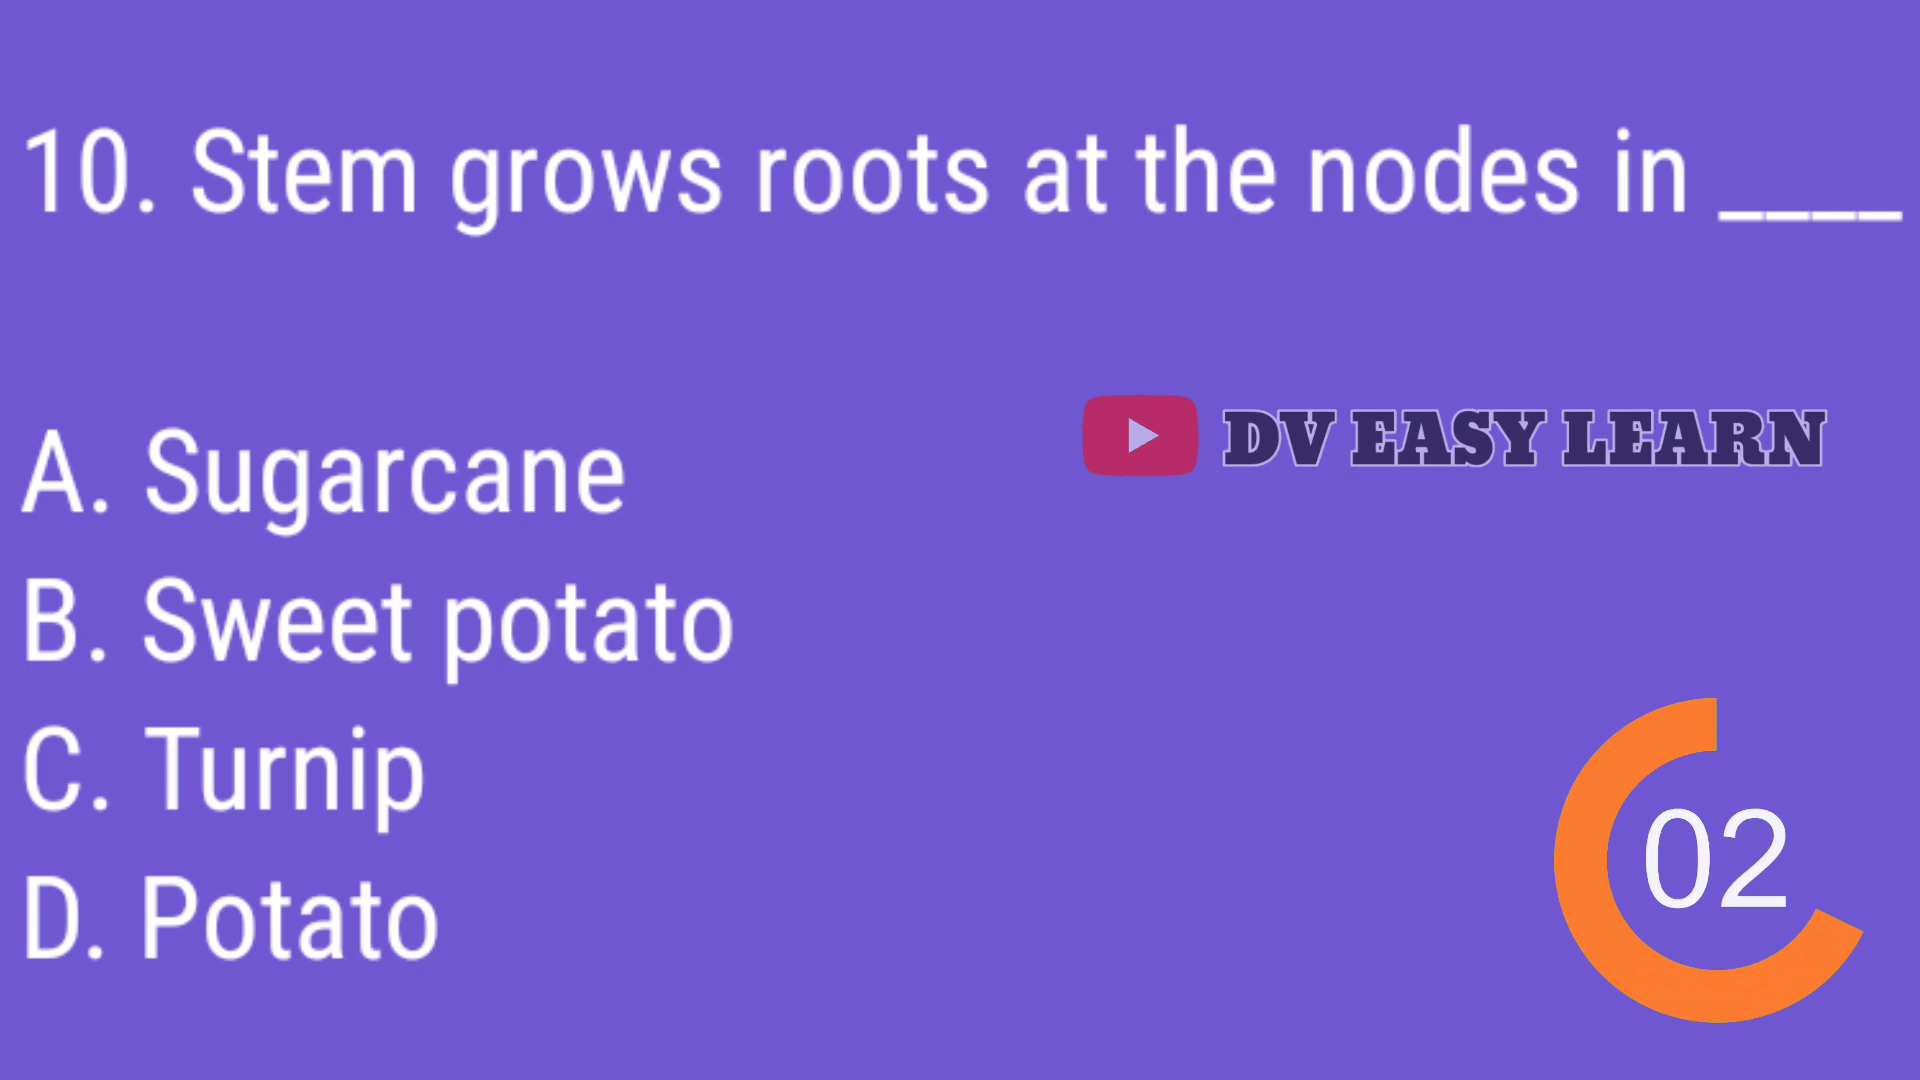 10. Stem grows roots at the nodes in ____
A. Sugarcane
DV EASY LEARN
B. Sweet potato
C. Turnip
D. Potato
02